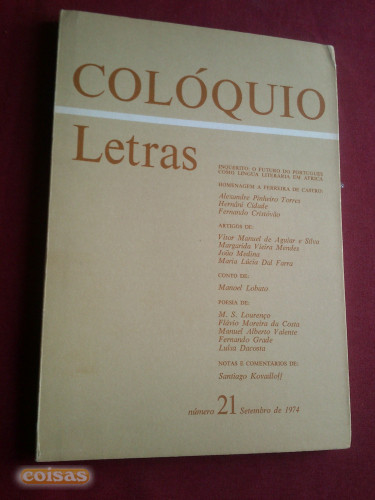 COLÓQUIO
Letras
INQUÉRITO: O FUTURO DO PORTUGUÊS
COMO LÍNGUA LITERÁRIA EM ÁFRICA
HOMENAGEM A FERREIRA DE CASTRO:
Alexandre Pinheiro Torres
Hernâni Cidade
Fernando Cristóvão
ARTIGOS DE:
Vítor Manuel de Aguiar e Silva
Margarida Vieira Mendes
João Medina
Maria Lúcia Dal Farra
CONTO DE:
Manuel Lobato
POESIA DE:
M. S. Lourenço
Flávio Moreira da Costa
Manuel Alberto Valente
Fernando Grade
Luísa Dacosta
NOTAS E COMENTÁRIOS DE:
Santiago Kovadloff
número 21 Setembro de 1974
coisas